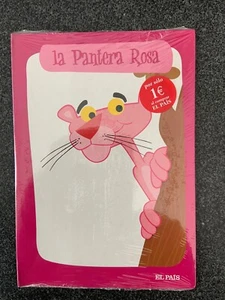 la Pantera Rosa
por sólo
1€
EL PAÍS
EL PAIS